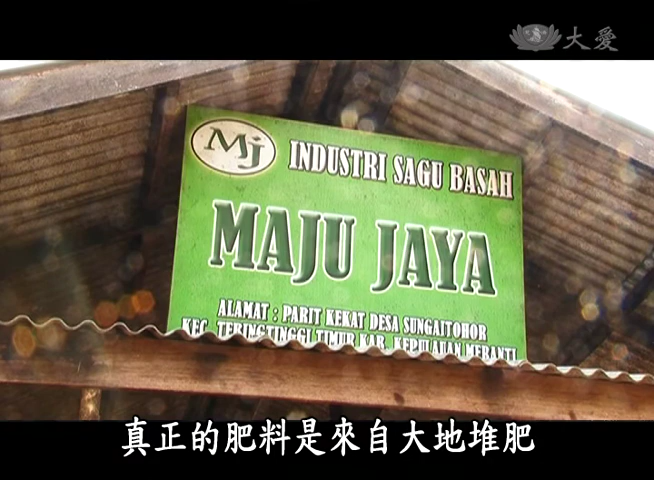 大愛
MJ
INDUSTRI SAGU BASAH
MAJU JAYA
ALAMAT : PARIT KEKAT DESA SUNGAITOHOR
KEC. TEBINGTINGGI TIMUR KAB. KEPULAUAN MERANTI
真正的肥料是來自大地堆肥